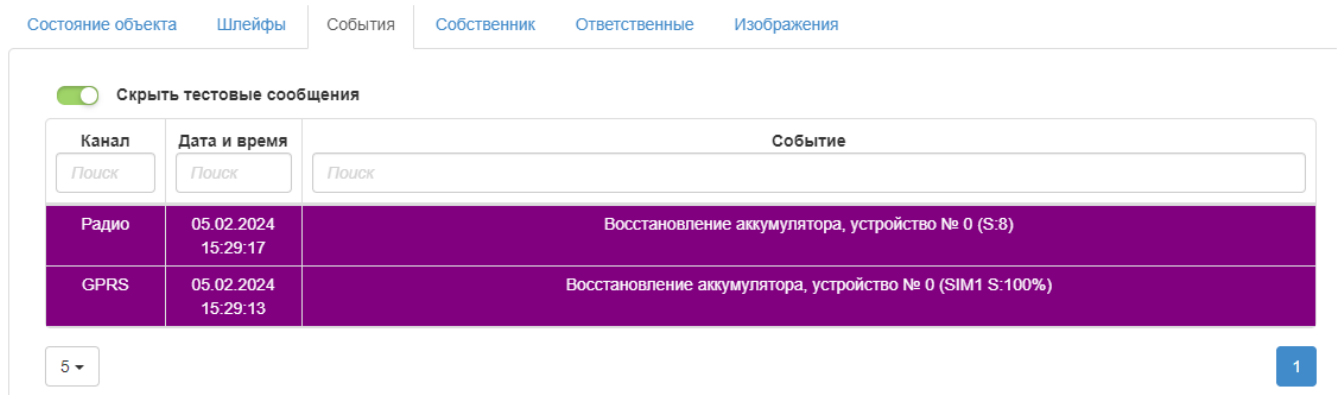 Состояние объекта Шлейфы События Собственник Ответственные Изображения
Скрыть тестовые сообщения
Канал Дата и время Событие
Поиск Поиск Поиск
Радио 05.02.2024 15:29:17 Восстановление аккумулятора, устройство № 0 (S:8)
GPRS 05.02.2024 15:29:13 Восстановление аккумулятора, устройство № 0 (SIM1 S:100%)
5 1